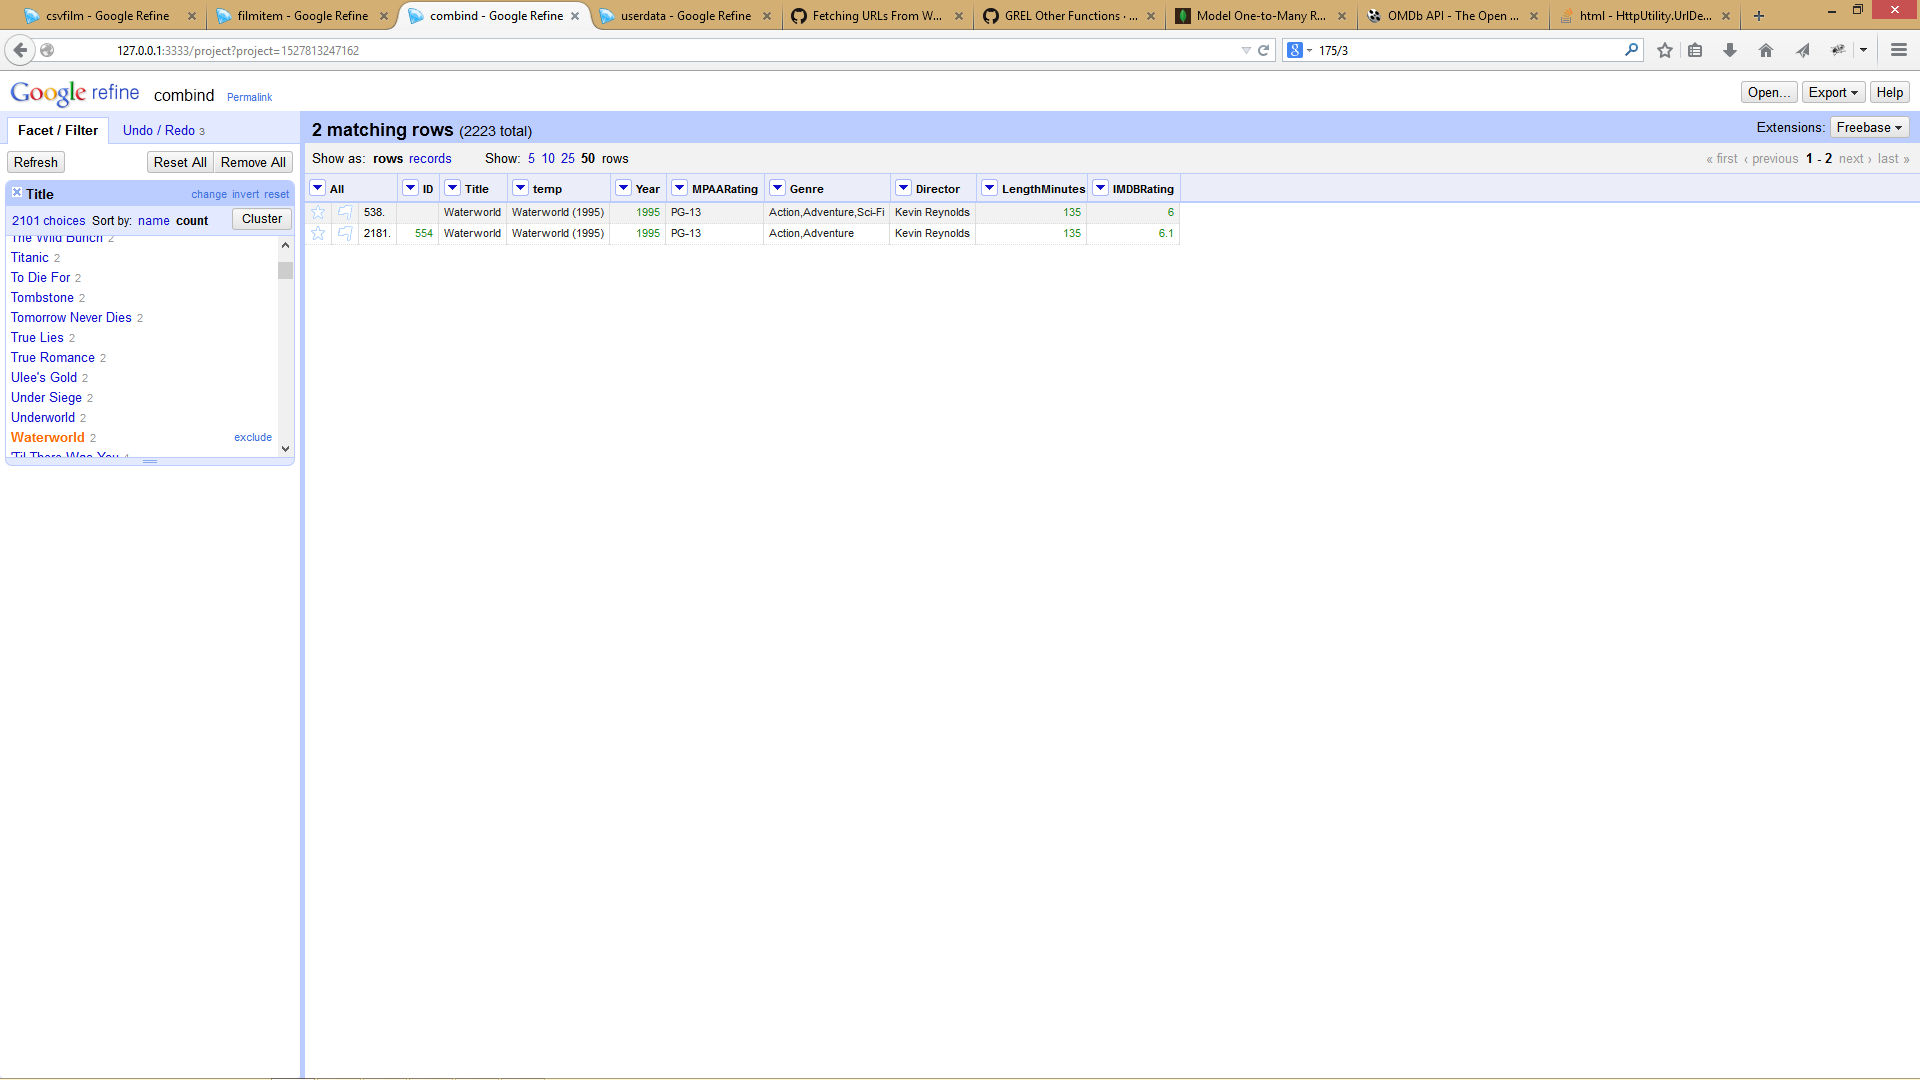 csvfilm - Google Refine
filmitem - Google Refine
combind - Google Refine
userdata - Google Refine
Fetching URLs From W...
GREL Other Functions · ...
Model One-to-Many R...
OMDb API - The Open ...
html - HttpUtility.UrlDe...
127.0.0.1:3333/project?project=1527813247162
175/3
Google refine combind Permalink
Open... Export Help
Facet / Filter Undo / Redo 3
2 matching rows (2223 total)
Extensions: Freebase
Refresh Reset All Remove All
Show as: rows records Show: 5 10 25 50 rows
« first ‹ previous 1 - 2 next › last »
Title change invert reset
2101 choices Sort by: name count Cluster
The Wild Bunch 2
Titanic 2
To Die For 2
Tombstone 2
Tomorrow Never Dies 2
True Lies 2
True Romance 2
Ulee's Gold 2
Under Siege 2
Underworld 2
Waterworld 2 exclude
'Til There Was You
All ID Title temp Year MPAARating Genre Director LengthMinutes IMDBRating
538. Waterworld Waterworld (1995) 1995 PG-13 Action,Adventure,Sci-Fi Kevin Reynolds 135 6
2181. 554 Waterworld Waterworld (1995) 1995 PG-13 Action,Adventure Kevin Reynolds 135 6.1